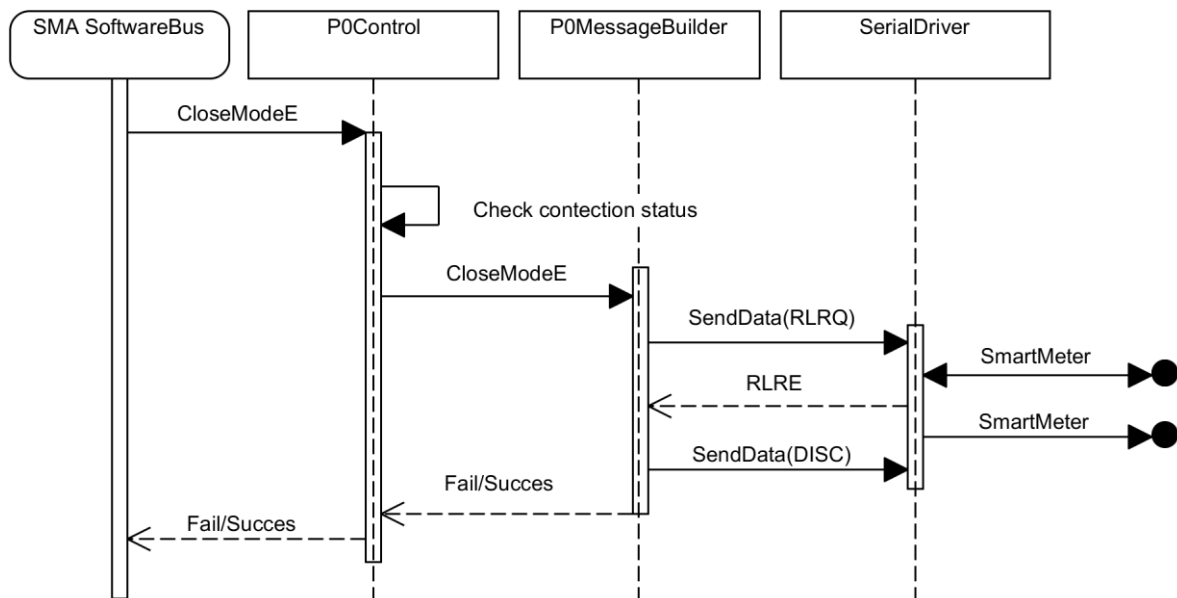 SMA SoftwareBus
P0Control
P0MessageBuilder
SerialDriver
CloseModeE
Check contection status
CloseModeE
SendData(RLRQ)
SmartMeter
RLRE
SmartMeter
SendData(DISC)
Fail/Succes
Fail/Succes